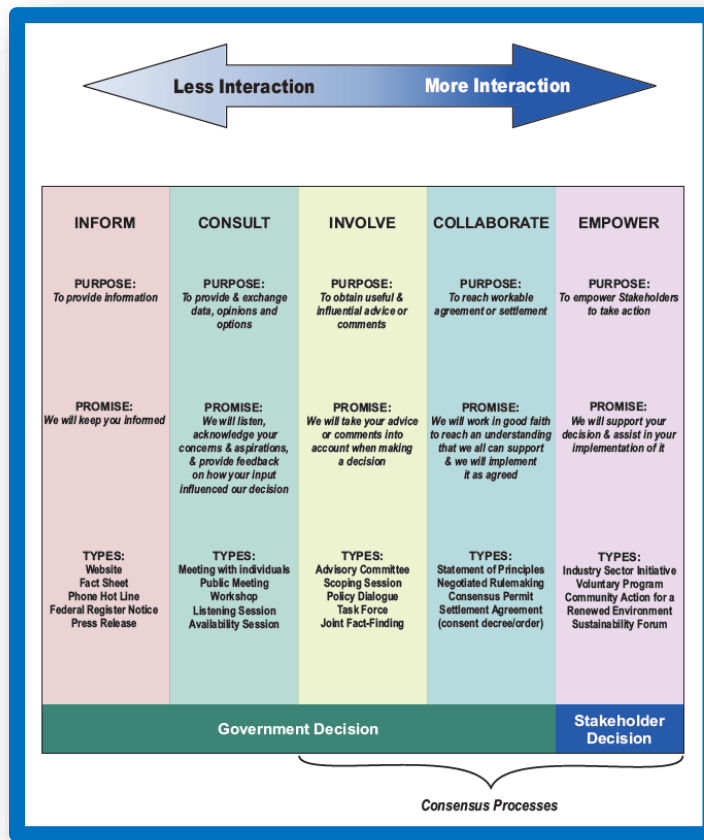 Less Interaction
More Interaction
INFORM
PURPOSE:
To provide information
PROMISE:
We will keep you informed
TYPES:
Website
Fact Sheet
Phone Hot Line
Federal Register Notice
Press Release
CONSULT
PURPOSE:
To provide & exchange
data, opinions and
options
PROMISE:
We will listen,
acknowledge your
concerns & aspirations,
& provide feedback
on how your input
influenced our decision
TYPES:
Meeting with individuals
Public Meeting
Workshop
Listening Session
Availability Session
INVOLVE
PURPOSE:
To obtain useful &
influential advice or
comments
PROMISE:
We will take your advice
or comments into
account when making
a decision
TYPES:
Advisory Committee
Scoping Session
Policy Dialogue
Task Force
Joint Fact-Finding
COLLABORATE
PURPOSE:
To reach workable
agreement or settlement
PROMISE:
We will work in good faith
to reach an understanding
that we all can support
& we will implement
it as agreed
TYPES:
Statement of Principles
Negotiated Rulemaking
Consensus Permit
Settlement Agreement
(consent decree/order)
EMPOWER
PURPOSE:
To empower Stakeholders
to take action
PROMISE:
We will support your
decision & assist in your
implementation of it
TYPES:
Industry Sector Initiative
Voluntary Program
Community Action for a
Renewed Environment
Sustainability Forum
Government Decision
Stakeholder
Decision
Consensus Processes